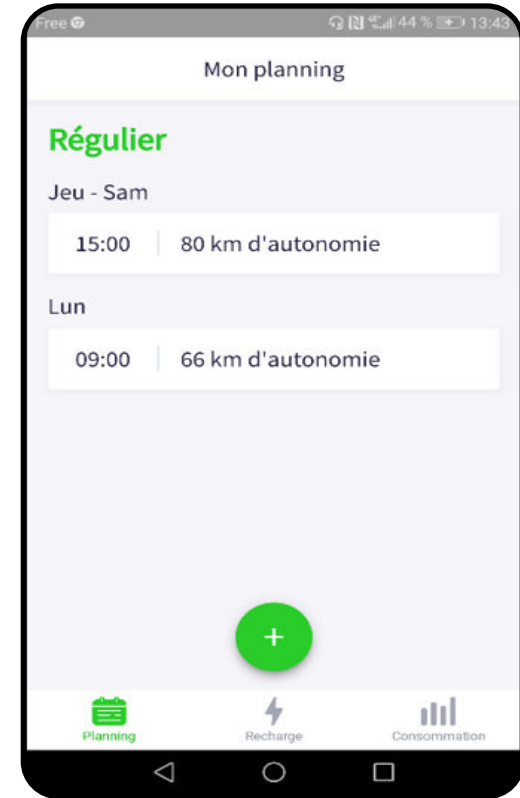 Free 44 % 13:43
Mon planning
Régulier
Jeu - Sam
15:00 80 km d'autonomie
Lun
09:00 66 km d'autonomie
+
Planning Recharge Consommation